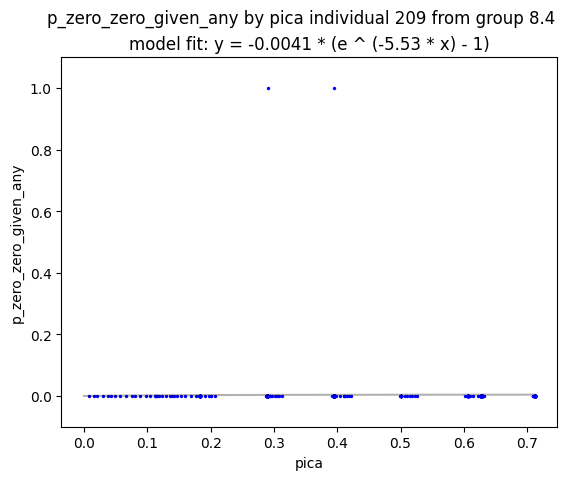 p_zero_zero_given_any by pica individual 209 from group 8.4
model fit: y = -0.0041 * (e ^ (-5.53 * x) - 1)
1.0
0.8
0.6
0.4
0.2
0.0
p_zero_zero_given_any
0.0 0.1 0.2 0.3 0.4 0.5 0.6 0.7
pica